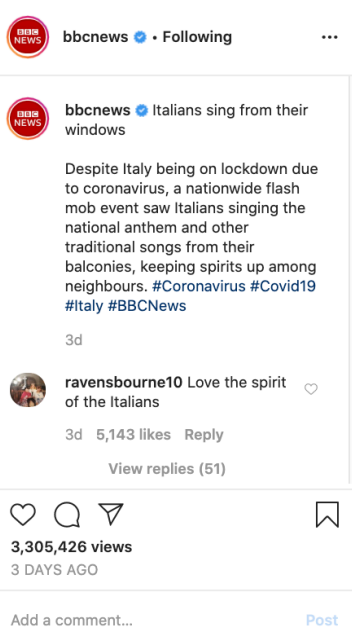 BBC
NEWS
bbcnews • Following
BBC
NEWS
bbcnews Italians sing from their
windows
Despite Italy being on lockdown due
to coronavirus, a nationwide flash
mob event saw Italians singing the
national anthem and other
traditional songs from their
balconies, keeping spirits up among
neighbours. #Coronavirus #Covid19
#Italy #BBCNews
3d
ravensbourne10 Love the spirit
of the Italians
3d 5,143 likes Reply
View replies (51)
3,305,426 views
3 DAYS AGO
Add a comment... Post